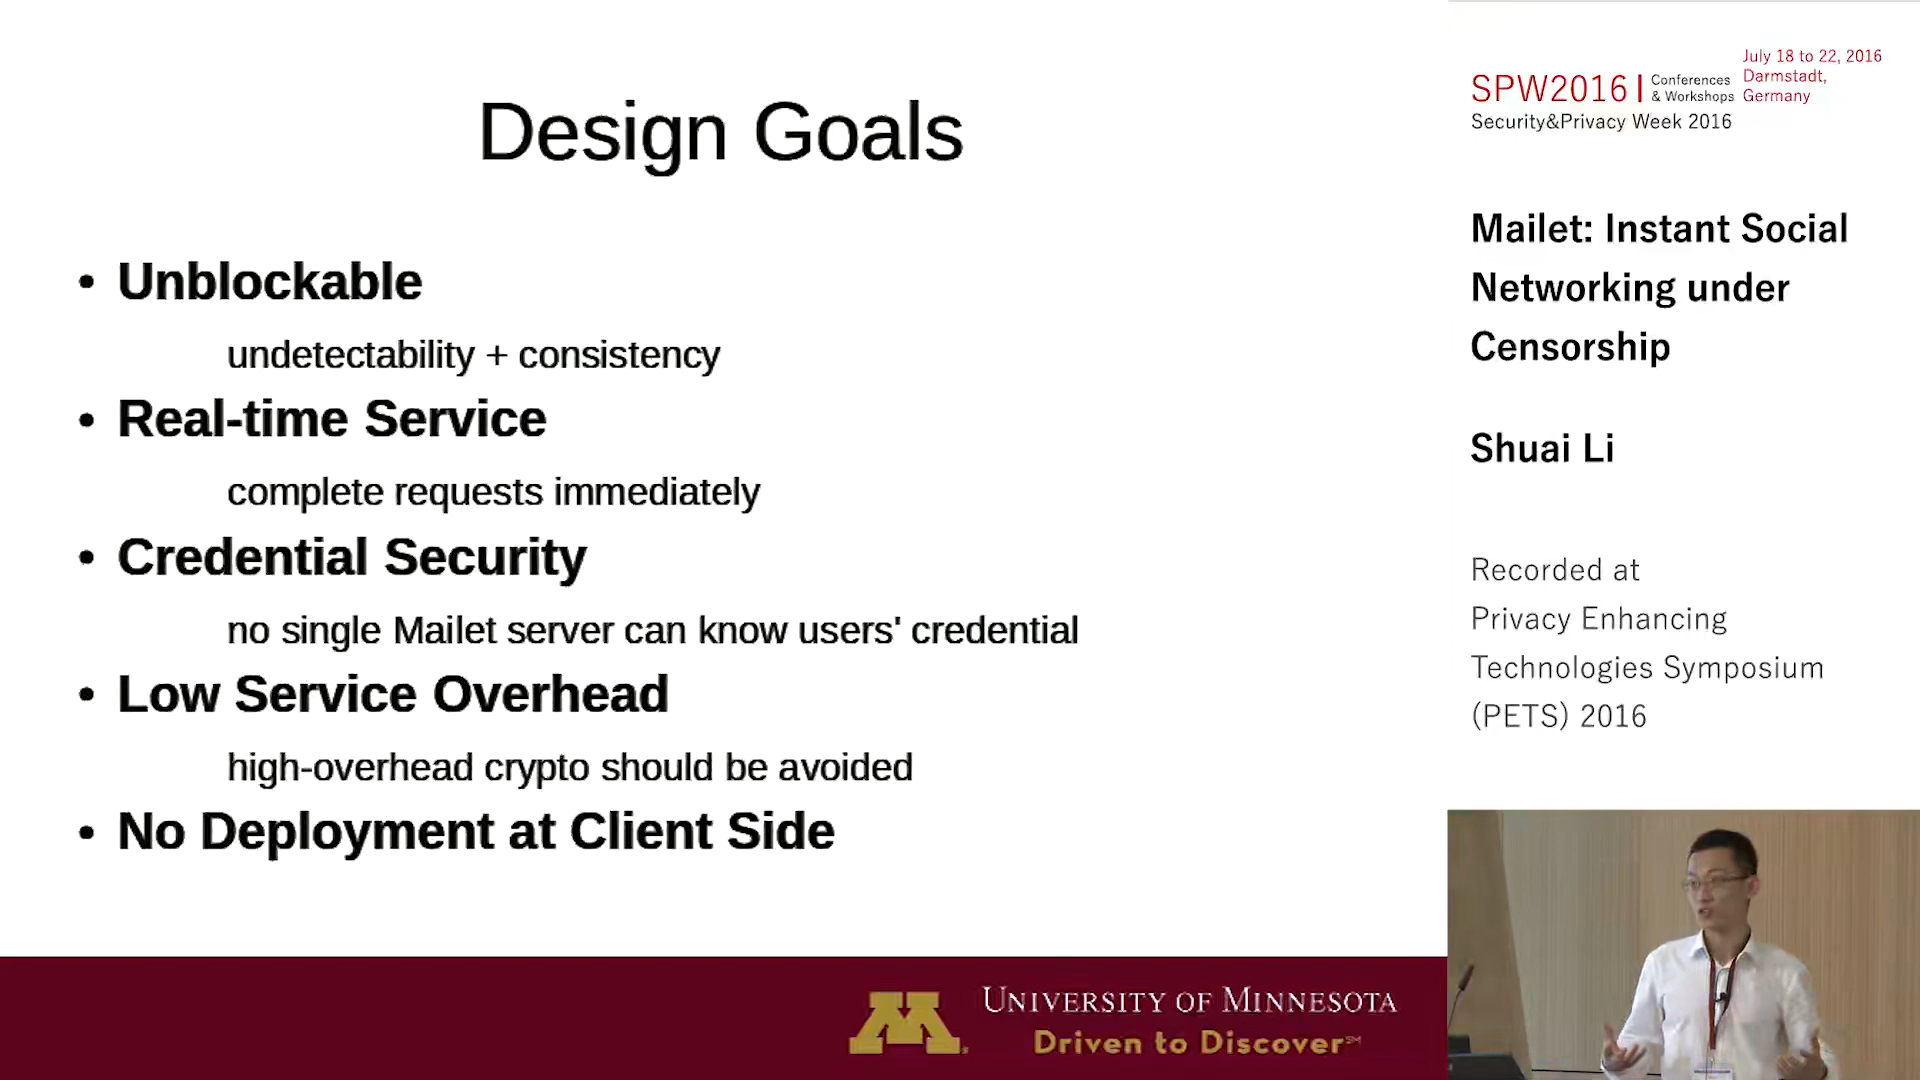 Design Goals
• Unblockable
undetectability + consistency
• Real-time Service
complete requests immediately
• Credential Security
no single Mailet server can know users' credential
• Low Service Overhead
high-overhead crypto should be avoided
• No Deployment at Client Side
UNIVERSITY OF MINNESOTA
Driven to Discover℠
SPW2016 | Conferences & Workshops
July 18 to 22, 2016
Darmstadt,
Germany
Security&Privacy Week 2016
Mailet: Instant Social
Networking under
Censorship
Shuai Li
Recorded at
Privacy Enhancing
Technologies Symposium
(PETS) 2016